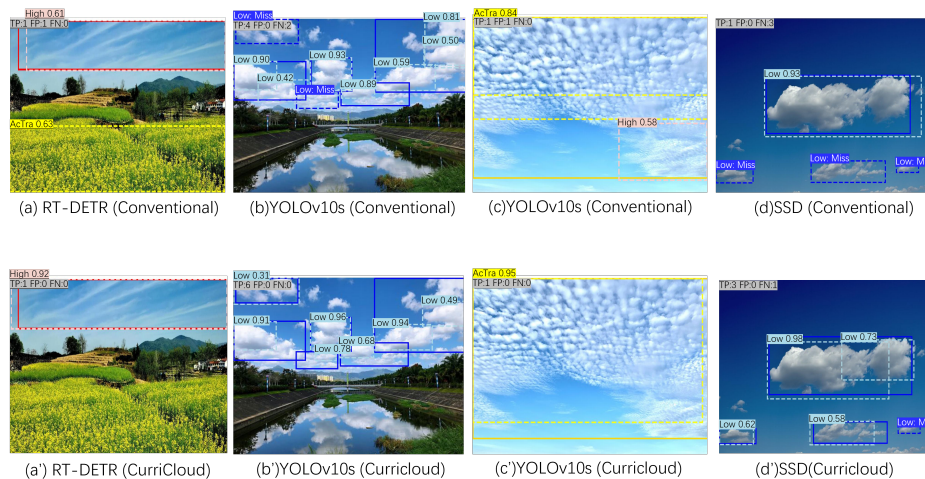 High 0.61
TP:1 FP:1 FN:0
AcTra 0.63
(a) RT-DETR (Conventional)
Low: Miss
TP:4 FP:0 FN:2
Low 0.81
Low 0.50
Low 0.90
Low 0.93
Low 0.59
Low 0.42
Low: Miss
Low 0.89
(b)YOLOv10s (Conventional)
AcTra 0.84
TP:1 FP:1 FN:0
High 0.58
(c)YOLOv10s (Conventional)
TP:1 FP:0 FN:3
Low 0.93
Low: Miss
Low: Miss
Low: M
(d)SSD (Conventional)
High 0.92
TP:1 FP:0 FN:0
(a') RT-DETR (CurriCloud)
Low 0.31
TP:6 FP:0 FN:0
Low 0.49
Low 0.91
Low 0.96
Low 0.94
Low 0.68
Low 0.78
(b')YOLOv10s (Curricloud)
AcTra 0.95
TP:1 FP:0 FN:0
(c')YOLOv10s (Curricloud)
TP:3 FP:0 FN:1
Low 0.98
Low 0.73
Low 0.62
Low 0.58
Low: M
(d')SSD(Curricloud)